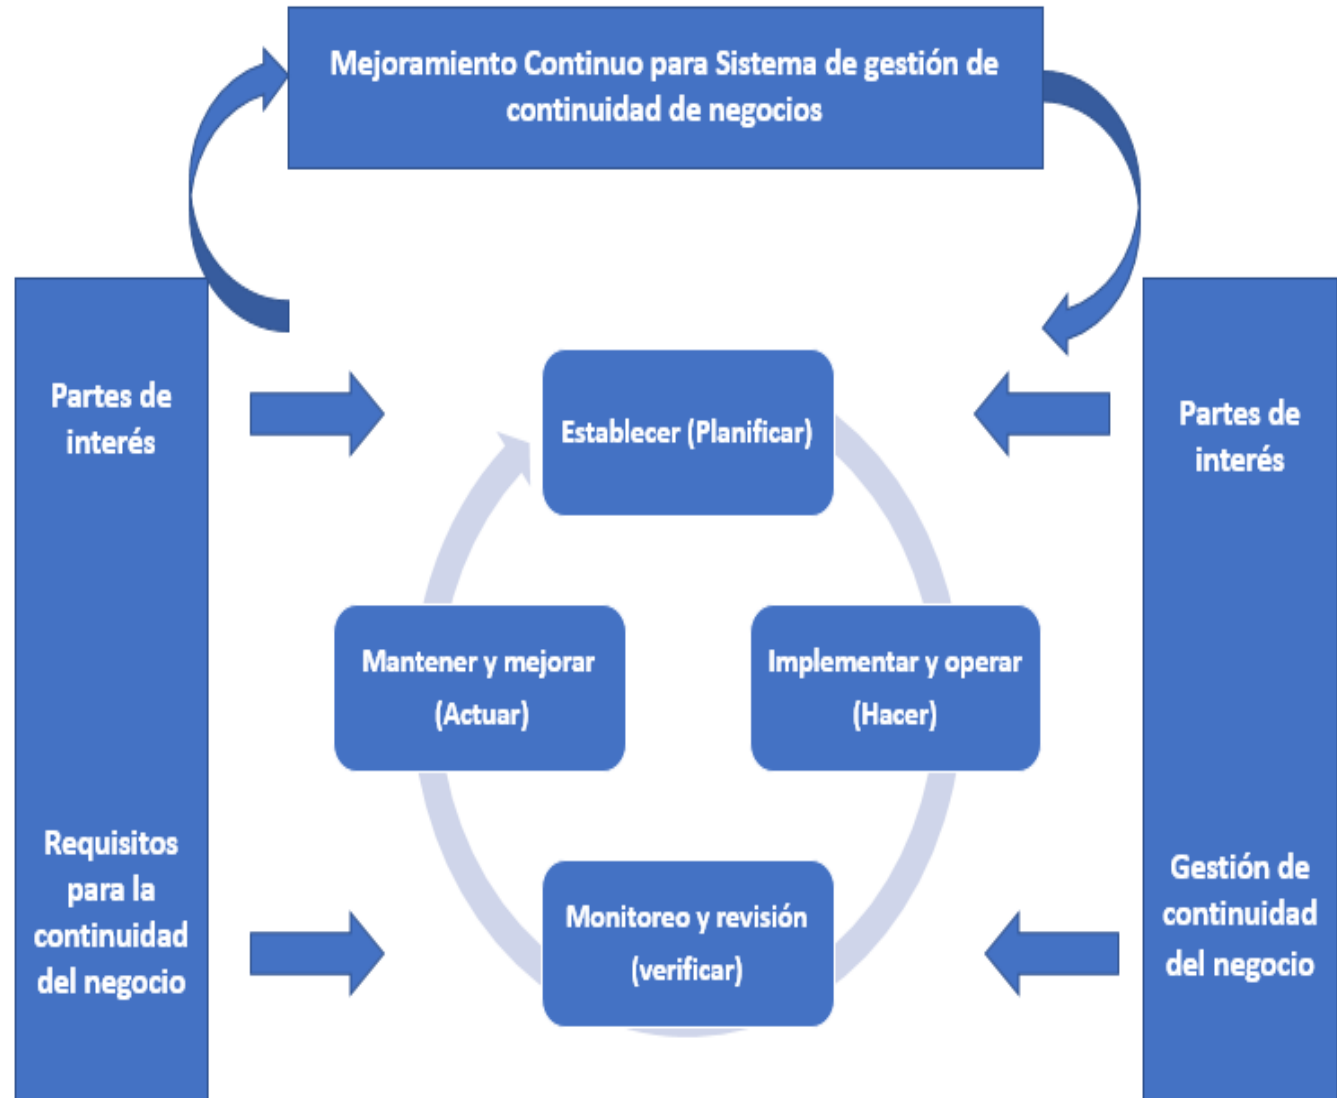 Mejoramiento Continuo para Sistema de gestión de
continuidad de negocios
Partes de
interés
Requisitos
para la
continuidad
del negocio
Establecer (Planificar)
Implementar y operar
(Hacer)
Monitoreo y revisión
(verificar)
Mantener y mejorar
(Actuar)
Partes de
interés
Gestión de
continuidad
del negocio